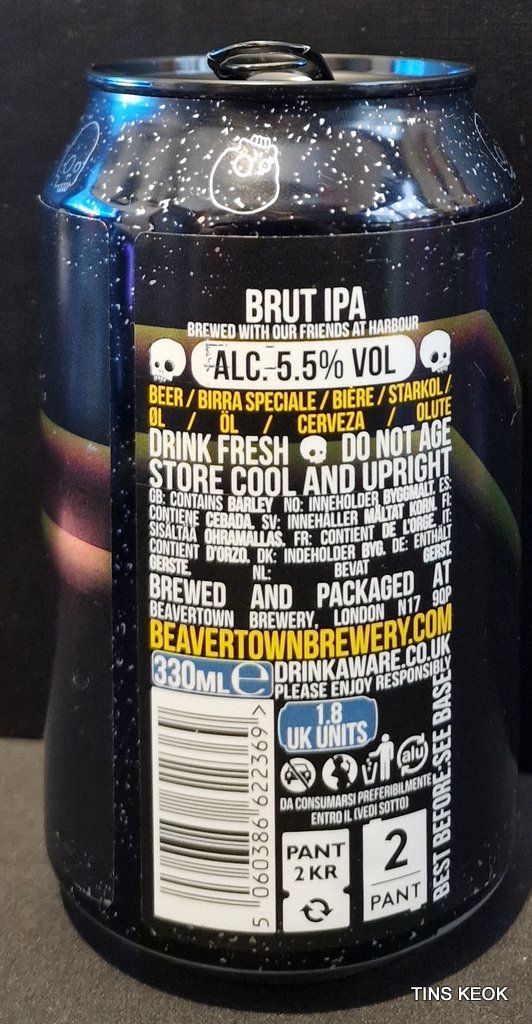 BRUT IPA
BREWED WITH OUR FRIENDS AT HARBOUR
ALC. 5.5% VOL
BEER / BIRRA SPECIALE / BIÈRE / STARKOL /
ØL / ÖL / CERVEZA / OLUTE
DRINK FRESH DO NOT AGE
STORE COOL AND UPRIGHT
GB: CONTAINS BARLEY NO: INNEHOLDER BYGGMALT. ES:
CONTIENE CEBADA. SV: INNEHÅLLER MÄLTAT KORN. FI:
SISÄLTÄÄ OHRAMALLAS. FR: CONTIENT DE L'ORGE. IT:
CONTIENT D'ORZO. DK: INDEHOLDER BYG. DE: ENTHÄLT
GERSTE. NL: BEVAT GERST.
BREWED AND PACKAGED AT
BEAVERTOWN BREWERY, LONDON N17 9QP
BEAVERTOWNBREWERY.COM
330ML e
DRINKAWARE.CO.UK
PLEASE ENJOY RESPONSIBLY
1.8
UK UNITS
alu
DA CONSUMARSI PREFERIBILMENTE
ENTRO IL (VEDI SOTTO)
BEST BEFORE: SEE BASE
5 060386 622369 >
PANT
2 KR
2
PANT
TINS KEOK